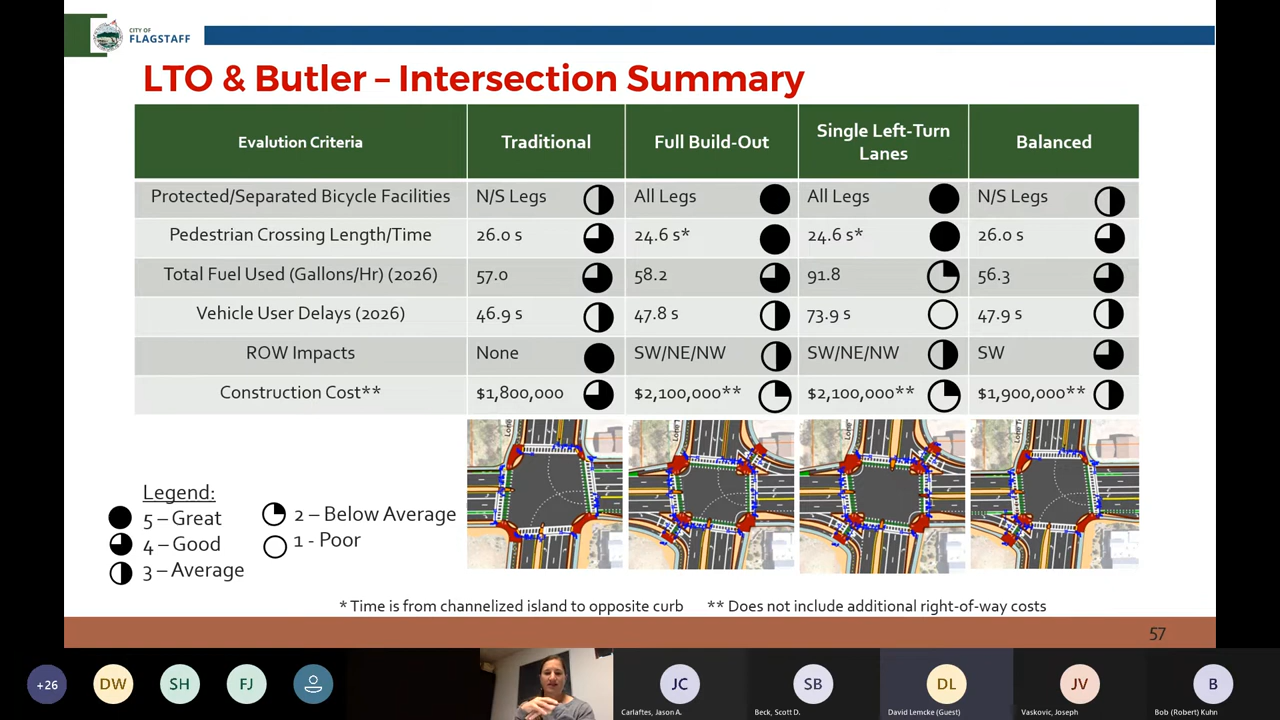 CITY OF
FLAGSTAFF
LTO & Butler – Intersection Summary
Evalution Criteria Traditional Full Build-Out Single Left-Turn Lanes Balanced
Protected/Separated Bicycle Facilities N/S Legs All Legs All Legs N/S Legs
Pedestrian Crossing Length/Time 26.0 s 24.6 s* 24.6 s* 26.0 s
Total Fuel Used (Gallons/Hr) (2026) 57.0 58.2 91.8 56.3
Vehicle User Delays (2026) 46.9 s 47.8 s 73.9 s 47.9 s
ROW Impacts None SW/NE/NW SW/NE/NW SW
Construction Cost** $1,800,000 $2,100,000** $2,100,000** $1,900,000**
Legend:
5 – Great
4 – Good
3 – Average
2 – Below Average
1 - Poor
* Time is from channelized island to opposite curb ** Does not include additional right-of-way costs
57
+26 DW SH FJ JC SB DL JV B
Carlaftes, Jason A. Beck, Scott D. David Lemcke (Guest) Vaskovic, Joseph Bob (Robert) Kuhn